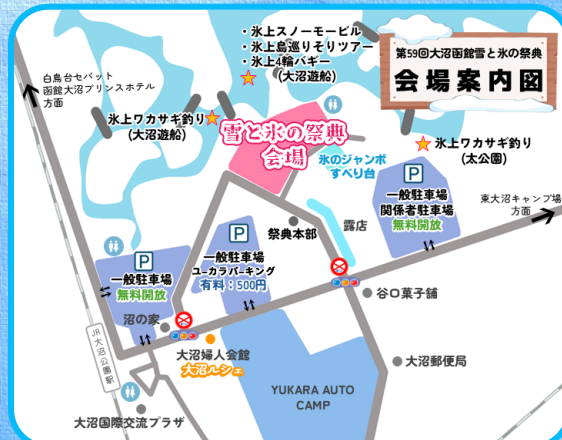 ・氷上スノーモービル
・氷上島巡りそりツアー
・氷上4輪バギー
(大沼遊船)
第59回大沼函館雪と氷の祭典
会場案内図
白鳥台セバット
函館大沼プリンスホテル
方面
氷上ワカサギ釣り
(大沼遊船)
雪と氷の祭典
会場
氷のジャンボ
すべり台
氷上ワカサギ釣り
(太公園)
P
一般駐車場
関係者駐車場
無料開放
東大沼キャンプ場
方面
祭典本部
露店
P
一般駐車場
ユーカラパーキング
有料:500円
P
一般駐車場
無料開放
沼の家
谷口菓子舗
大沼婦人会館
大沼ルシェ
JR大沼公園駅
大沼郵便局
YUKARA AUTO
CAMP
大沼国際交流プラザ